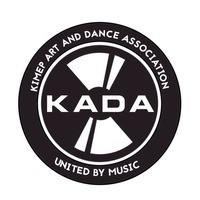 KIMEP ART AND DANCE ASSOCIATION
KADA
UNITED BY MUSIC